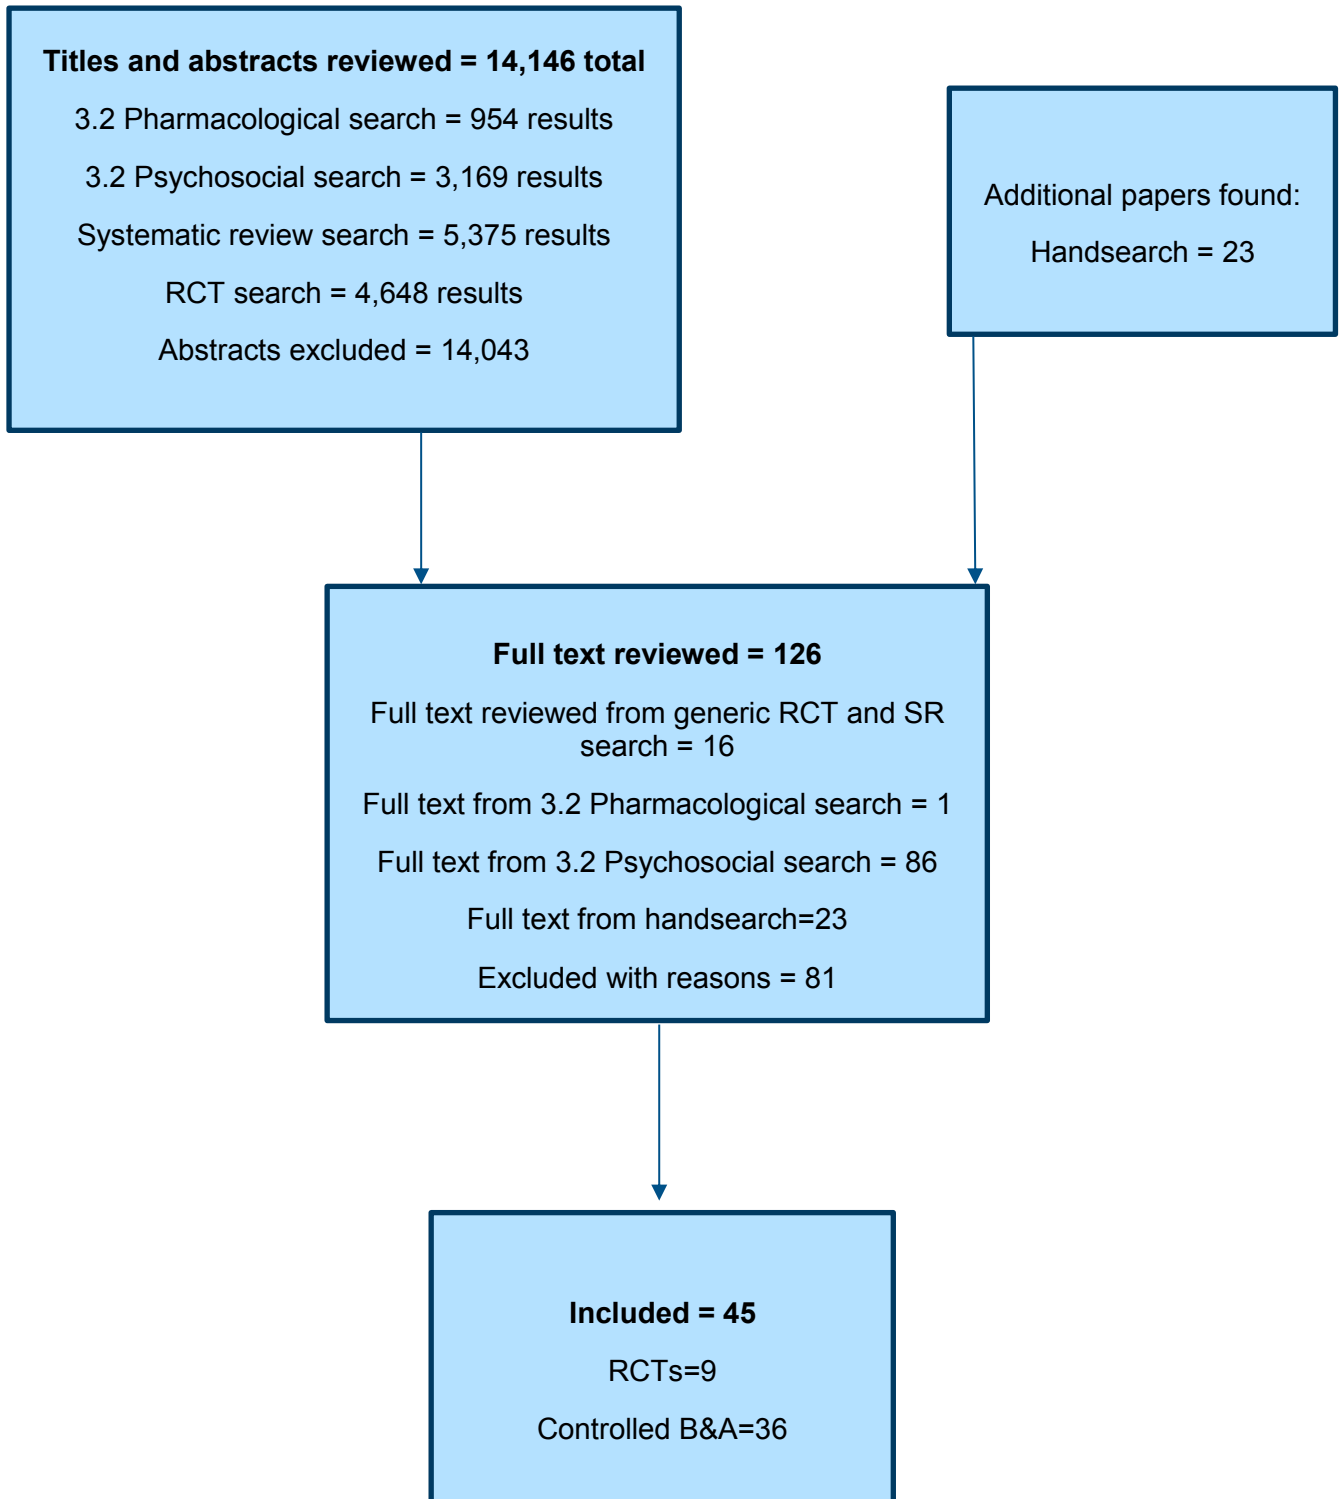 Titles and abstracts reviewed = 14,146 total
3.2 Pharmacological search = 954 results
3.2 Psychosocial search = 3,169 results
Systematic review search = 5,375 results
RCT search = 4,648 results
Abstracts excluded = 14,043
Additional papers found:
Handsearch = 23
Full text reviewed = 126
Full text reviewed from generic RCT and SR
search = 16
Full text from 3.2 Pharmacological search = 1
Full text from 3.2 Psychosocial search = 86
Full text from handsearch=23
Excluded with reasons = 81
Included = 45
RCTs=9
Controlled B&A=36